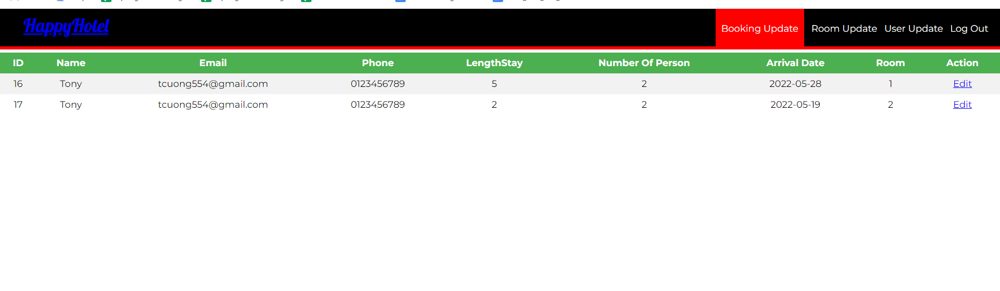 HappyHotel
Booking Update Room Update User Update Log Out
ID Name Email Phone LengthStay Number Of Person Arrival Date Room Action
16 Tony tcuong554@gmail.com 0123456789 5 2 2022-05-28 1 Edit
17 Tony tcuong554@gmail.com 0123456789 2 2 2022-05-19 2 Edit